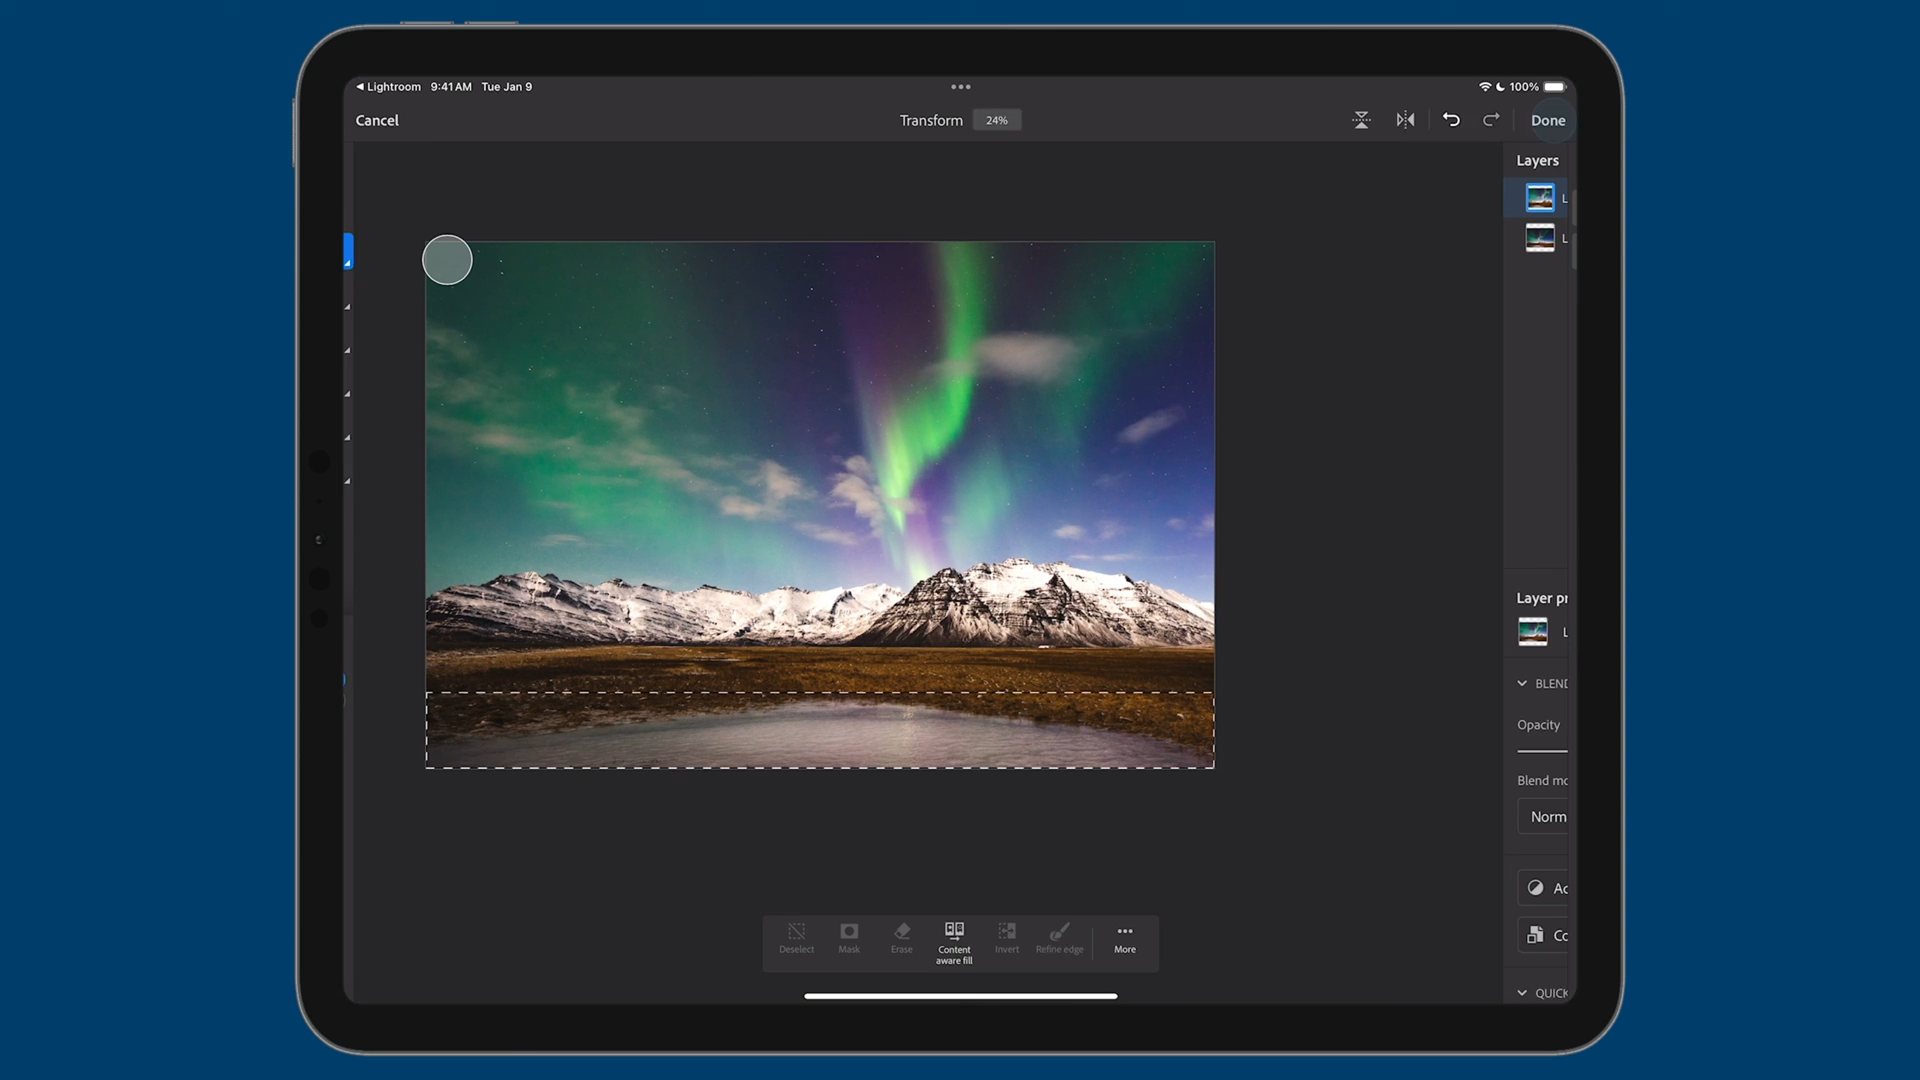 Lightroom 9:41 AM Tue Jan 9
100%
Cancel
Transform 24%
Done
Layers
L
L
Layer pr
L
BLEND
Opacity
Blend mo
Norm
Ac
Co
QUICK
Deselect Mask Erase Content aware fill Invert Refine edge More